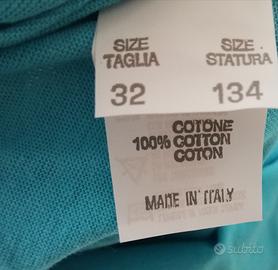 SIZE SIZE
TAGLIA STATURA
32 134
COTONE
100% COTTON
COTON
MADE IN ITALY
subito